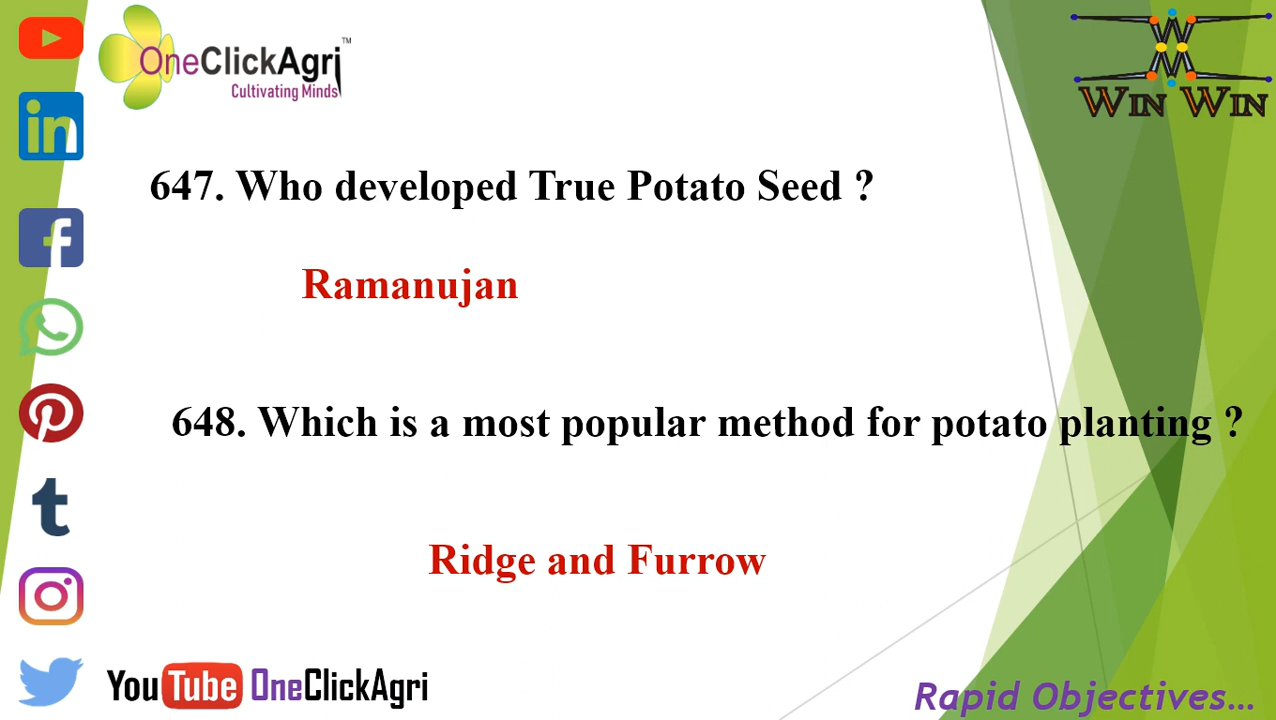 OneClickAgri™
Cultivating Minds
WIN WIN
647. Who developed True Potato Seed ?
Ramanujan
648. Which is a most popular method for potato planting ?
Ridge and Furrow
YouTube OneClickAgri
Rapid Objectives...